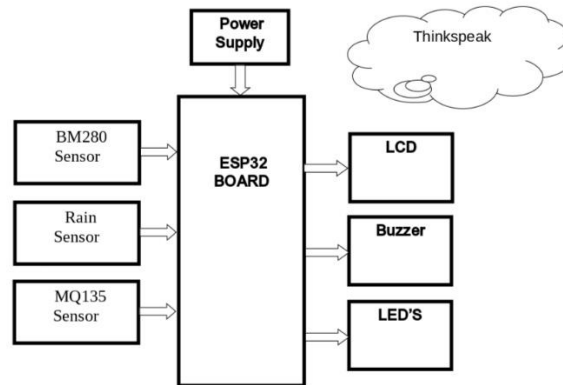 Power
Supply
Thinkspeak
BM280
Sensor
Rain
Sensor
MQ135
Sensor
ESP32
BOARD
LCD
Buzzer
LED'S